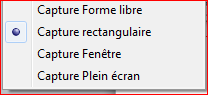 Capture Forme libre
Capture rectangulaire
Capture Fenêtre
Capture Plein écran